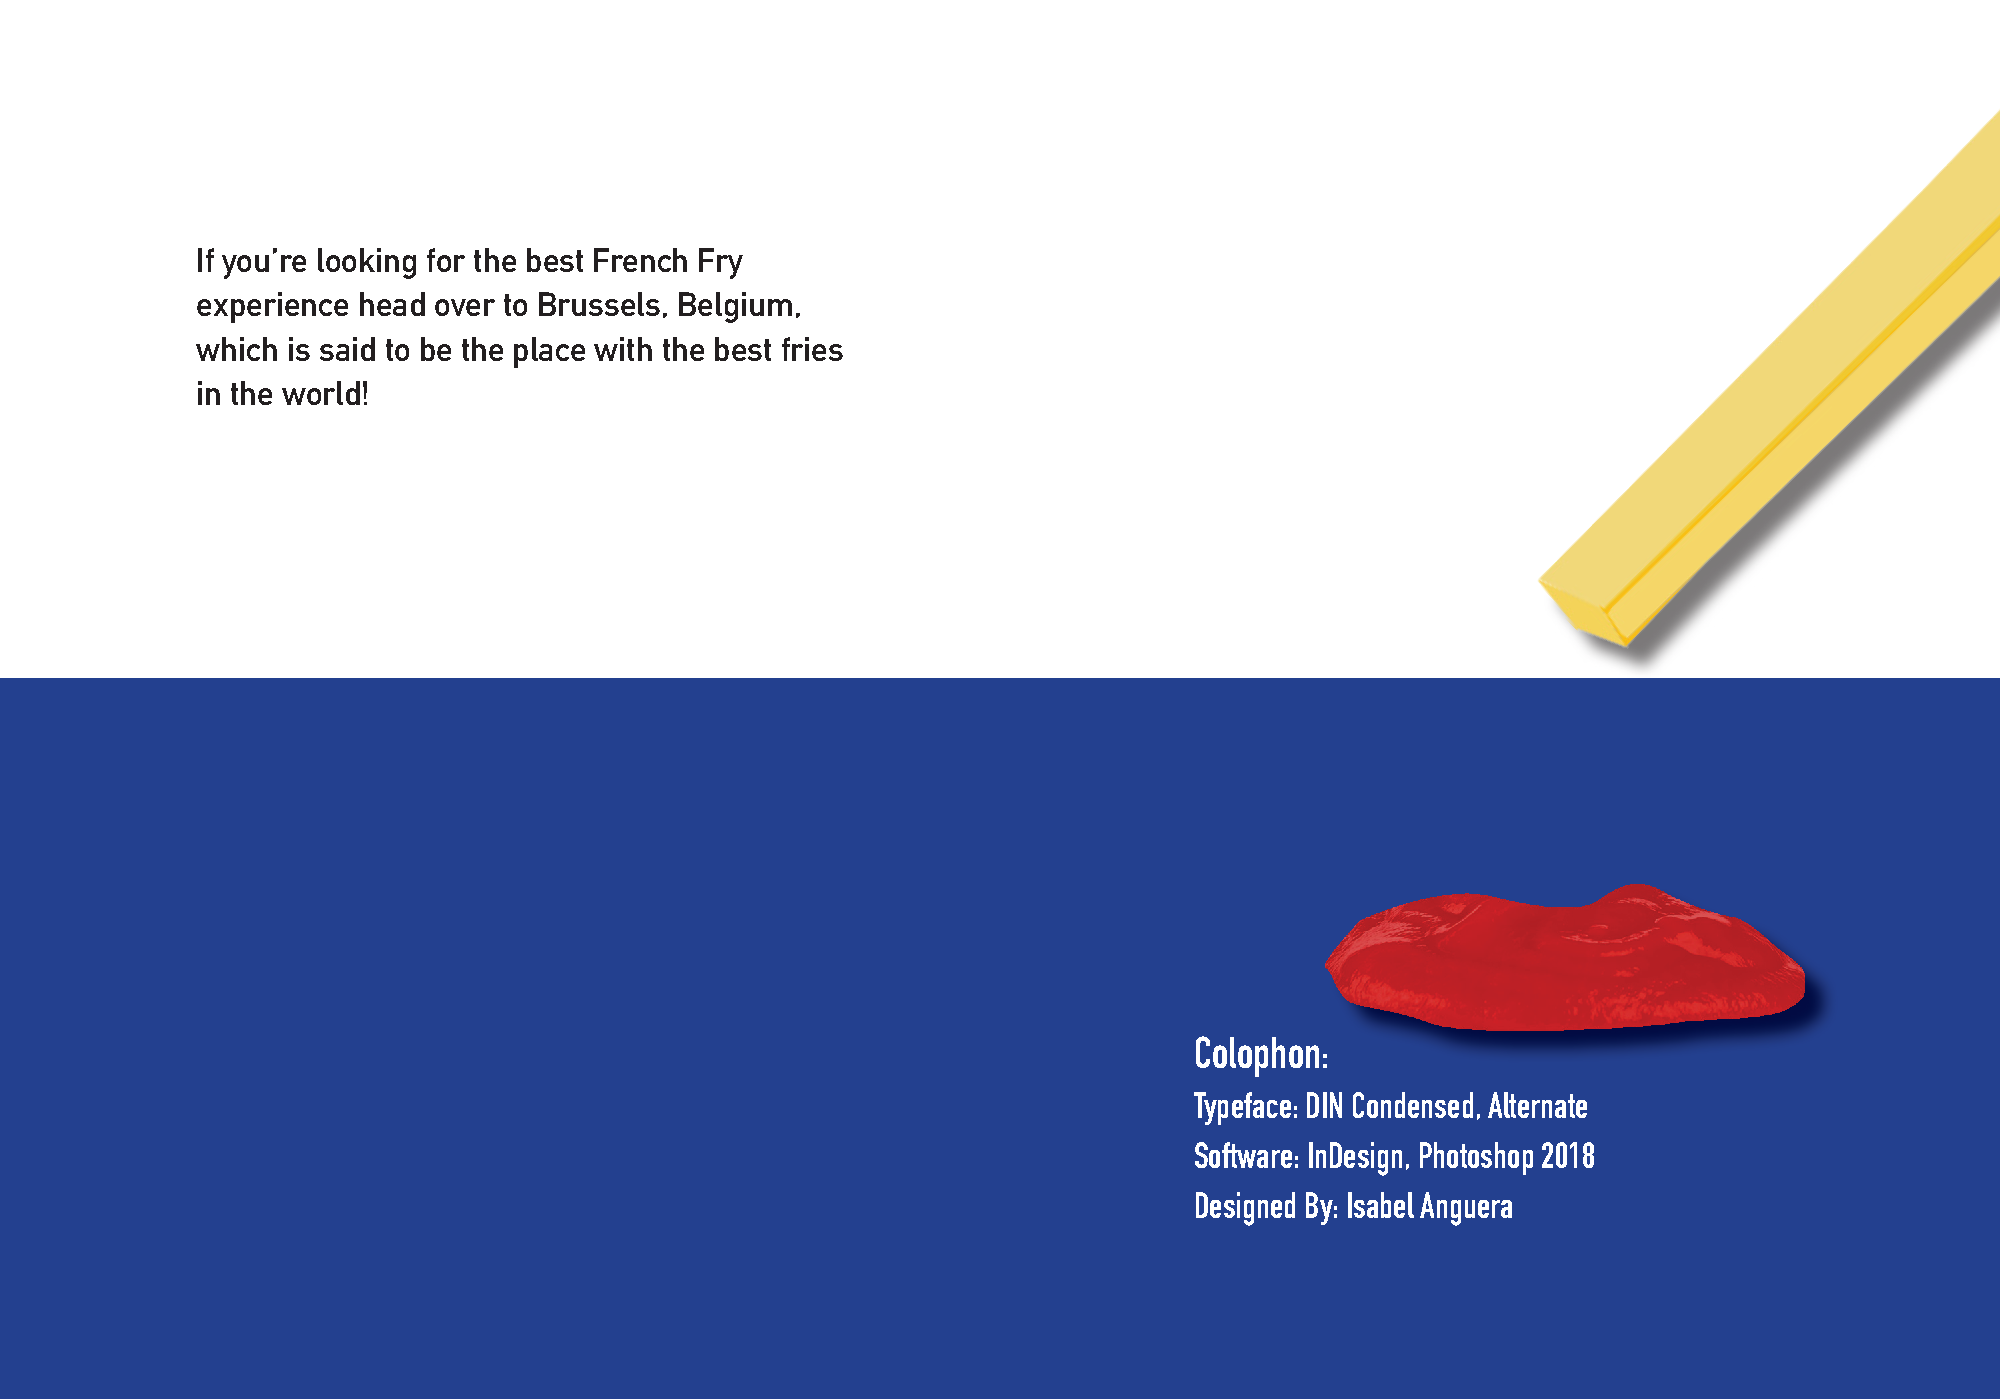 If you’re looking for the best French Fry
experience head over to Brussels, Belgium,
which is said to be the place with the best fries
in the world!
Colophon:
Typeface: DIN Condensed, Alternate
Software: InDesign, Photoshop 2018
Designed By: Isabel Anguera